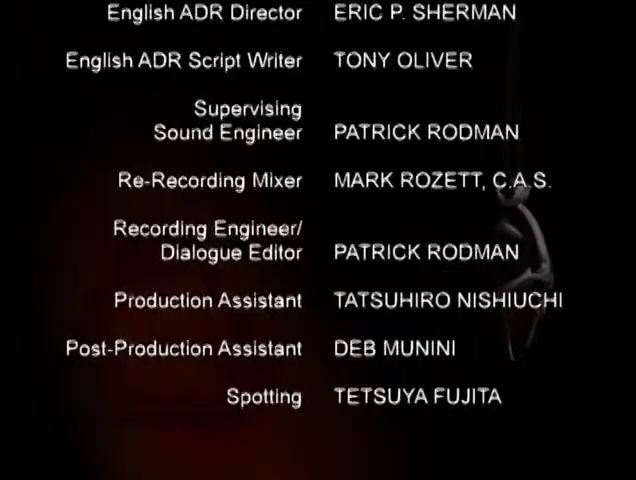 English ADR Director ERIC P. SHERMAN
English ADR Script Writer TONY OLIVER
Supervising
Sound Engineer PATRICK RODMAN
Re-Recording Mixer MARK ROZETT, C.A.S.
Recording Engineer/
Dialogue Editor PATRICK RODMAN
Production Assistant TATSUHIRO NISHIUCHI
Post-Production Assistant DEB MUNINI
Spotting TETSUYA FUJITA